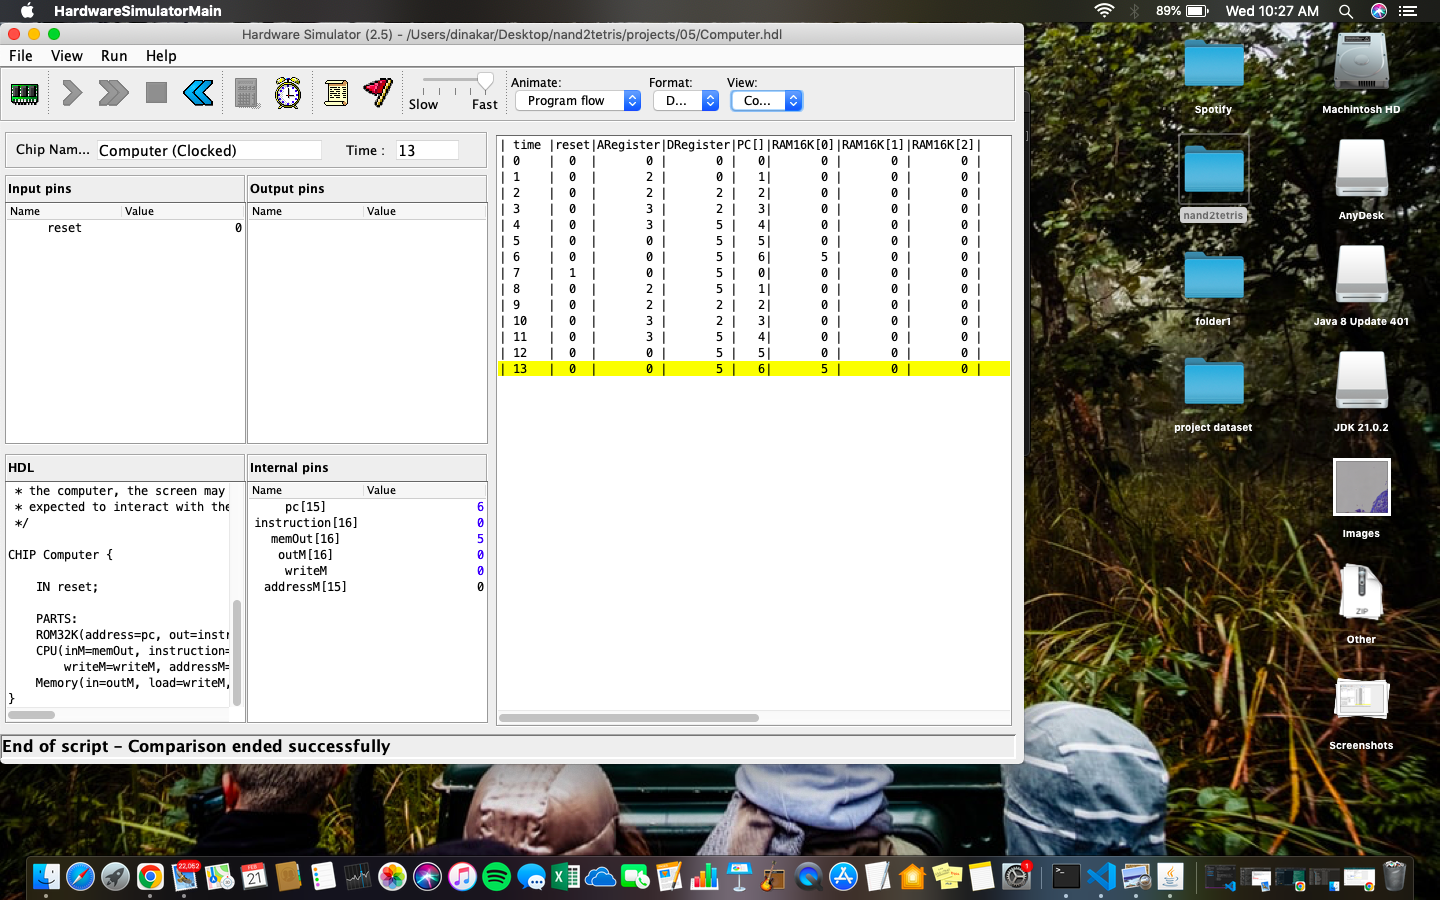 HardwareSimulatorMain
89%
Wed 10:27 AM
Hardware Simulator (2.5) - /Users/dinakar/Desktop/nand2tetris/projects/05/Computer.hdl
File View Run Help
Slow Fast
Animate: Format: View:
Program flow D... Co...
Chip Nam... Computer (Clocked) Time : 13
Input pins
Name Value
reset 0
Output pins
Name Value
| time |reset|ARegister|DRegister|PC[]|RAM16K[0]|RAM16K[1]|RAM16K[2]|
| 0 | 0 | 0 | 0 | 0| 0 | 0 | 0 |
| 1 | 0 | 2 | 0 | 1| 0 | 0 | 0 |
| 2 | 0 | 2 | 2 | 2| 0 | 0 | 0 |
| 3 | 0 | 3 | 2 | 3| 0 | 0 | 0 |
| 4 | 0 | 3 | 5 | 4| 0 | 0 | 0 |
| 5 | 0 | 0 | 5 | 5| 0 | 0 | 0 |
| 6 | 0 | 0 | 5 | 6| 5 | 0 | 0 |
| 7 | 1 | 0 | 5 | 0| 0 | 0 | 0 |
| 8 | 0 | 2 | 5 | 1| 0 | 0 | 0 |
| 9 | 0 | 2 | 2 | 2| 0 | 0 | 0 |
| 10 | 0 | 3 | 2 | 3| 0 | 0 | 0 |
| 11 | 0 | 3 | 5 | 4| 0 | 0 | 0 |
| 12 | 0 | 0 | 5 | 5| 0 | 0 | 0 |
| 13 | 0 | 0 | 5 | 6| 5 | 0 | 0 |
HDL
* the computer, the screen may
* expected to interact with the
*/
CHIP Computer {
IN reset;
PARTS:
ROM32K(address=pc, out=instr
CPU(inM=memOut, instruction=
writeM=writeM, addressM=
Memory(in=outM, load=writeM,
}
Internal pins
Name Value
pc[15] 6
instruction[16] 0
memOut[16] 5
outM[16] 0
writeM 0
addressM[15] 0
End of script - Comparison ended successfully
Spotify
Machintosh HD
nand2tetris
AnyDesk
folder1
Java 8 Update 401
project dataset
JDK 21.0.2
Images
ZIP
Other
Screenshots
22,062
FEB
21
1